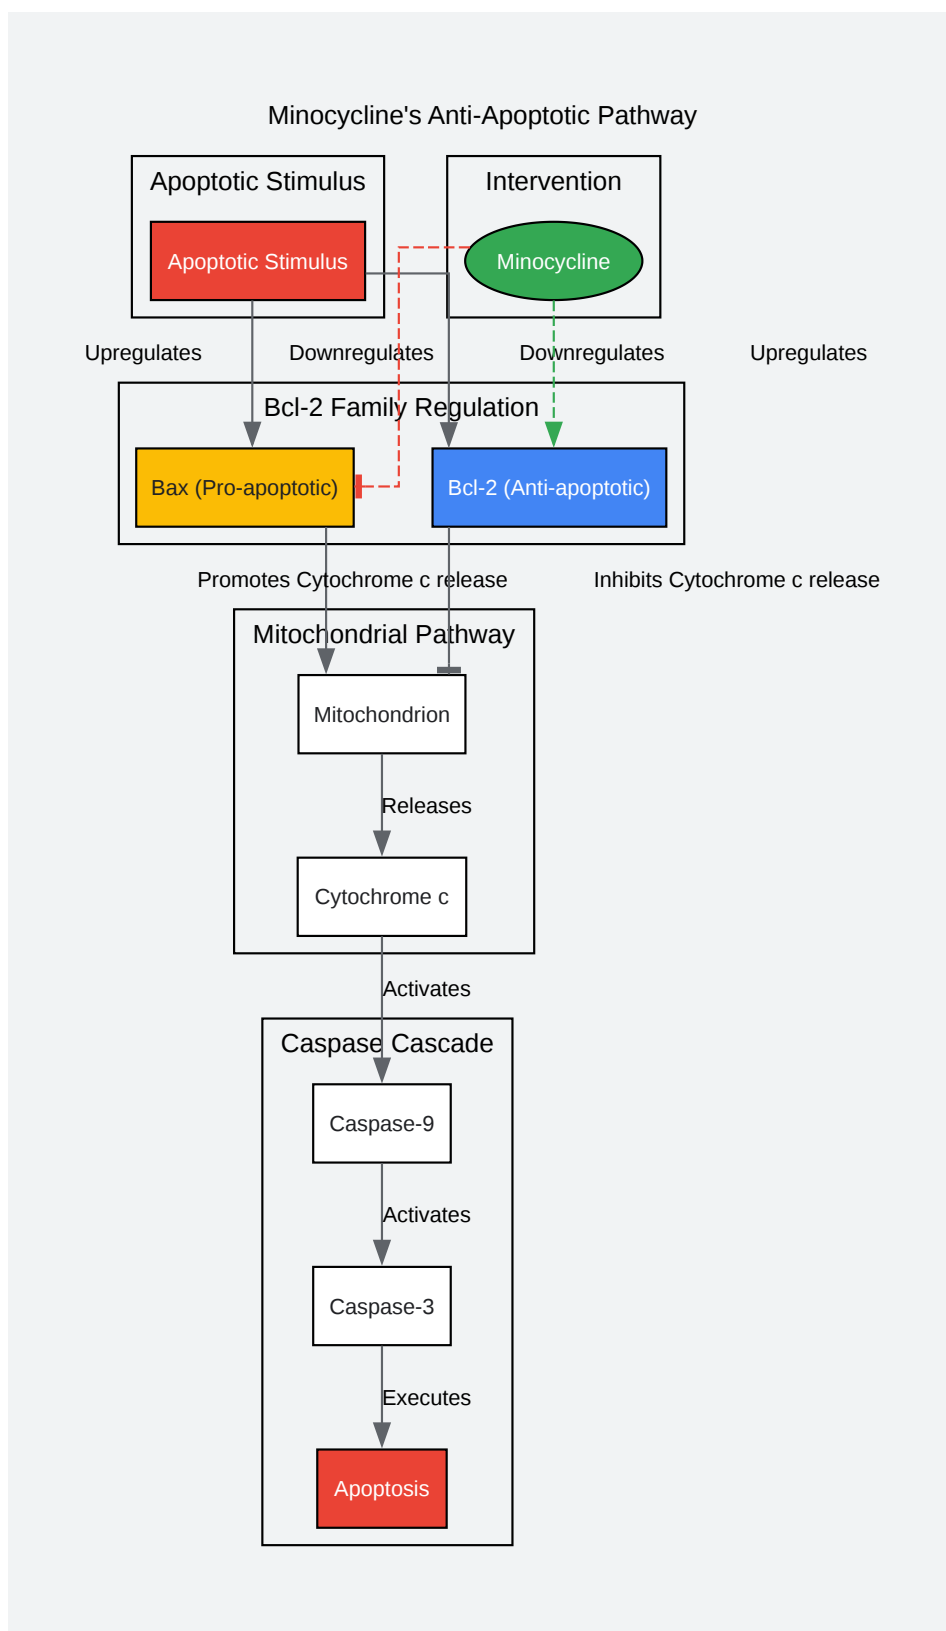 Minocycline's Anti-Apoptotic Pathway
Apoptotic Stimulus
Intervention
Apoptotic Stimulus
Minocycline
Upregulates
Downregulates
Downregulates
Upregulates
Bcl-2 Family Regulation
Bax (Pro-apoptotic)
Bcl-2 (Anti-apoptotic)
Promotes Cytochrome c release
Inhibits Cytochrome c release
Mitochondrial Pathway
Mitochondrion
Releases
Cytochrome c
Activates
Caspase Cascade
Caspase-9
Activates
Caspase-3
Executes
Apoptosis